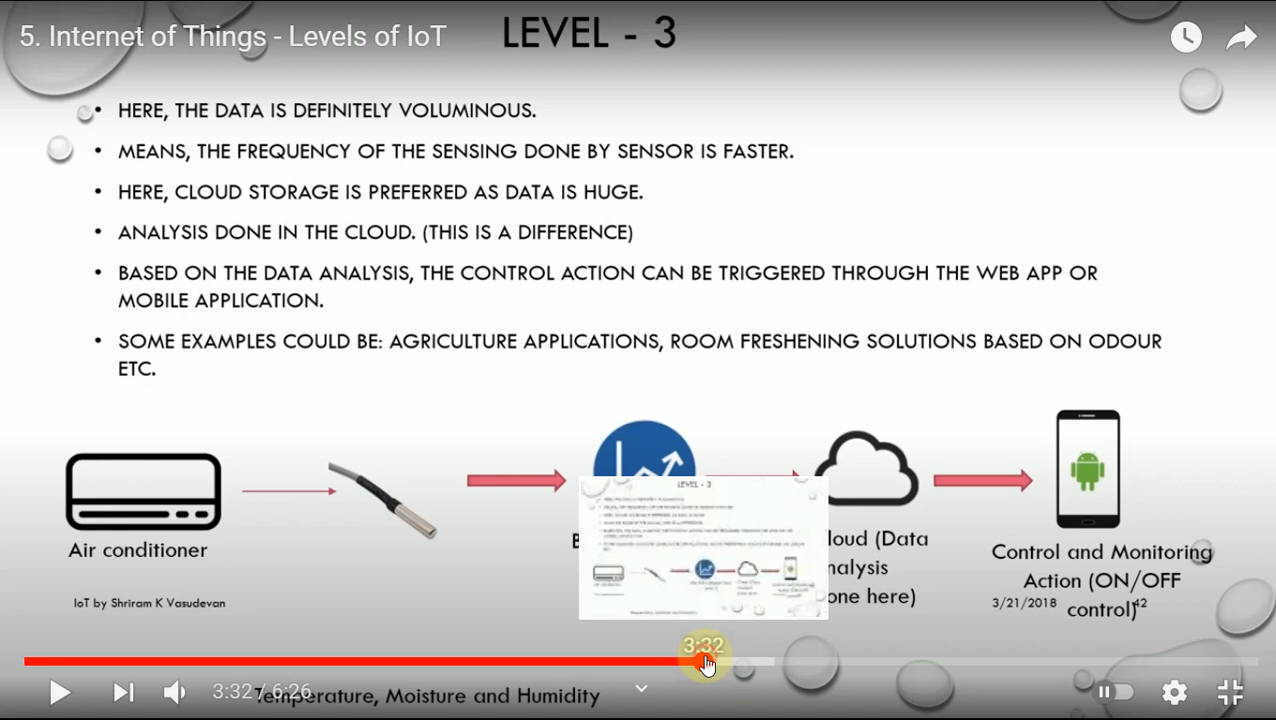 5. Internet of Things - Levels of IoT
LEVEL - 3
• HERE, THE DATA IS DEFINITELY VOLUMINOUS.
• MEANS, THE FREQUENCY OF THE SENSING DONE BY SENSOR IS FASTER.
• HERE, CLOUD STORAGE IS PREFERRED AS DATA IS HUGE.
• ANALYSIS DONE IN THE CLOUD. (THIS IS A DIFFERENCE)
• BASED ON THE DATA ANALYSIS, THE CONTROL ACTION CAN BE TRIGGERED THROUGH THE WEB APP OR
MOBILE APPLICATION.
• SOME EXAMPLES COULD BE: AGRICULTURE APPLICATIONS, ROOM FRESHENING SOLUTIONS BASED ON ODOUR
ETC.
Air conditioner
loud (Data
nalysis
one here)
Control and Monitoring
Action (ON/OFF
control)
IoT by Shriram K Vasudevan
3/21/2018
42
LEVEL - 3
3:32
3:32 / 6:26
Temperature, Moisture and Humidity